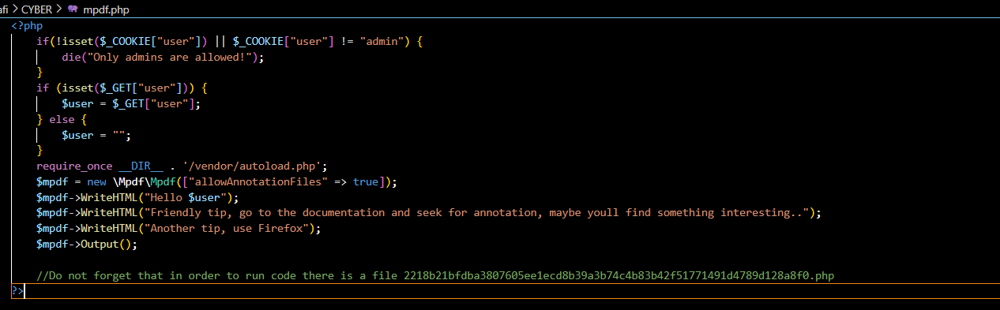 afi > CYBER > mpdf.php
<?php
if(!isset($_COOKIE["user"]) || $_COOKIE["user"] != "admin") {
die("Only admins are allowed!");
}
if (isset($_GET["user"])) {
$user = $_GET["user"];
} else {
$user = "";
}
require_once __DIR__ . '/vendor/autoload.php';
$mpdf = new \Mpdf\Mpdf(["allowAnnotationFiles" => true]);
$mpdf->WriteHTML("Hello $user");
$mpdf->WriteHTML("Friendly tip, go to the documentation and seek for annotation, maybe youll find something interesting..");
$mpdf->WriteHTML("Another tip, use Firefox");
$mpdf->Output();
//Do not forget that in order to run code there is a file 2218b21bfdba3807605ee1ecd8b39a3b74c4b83b42f51771491d4789d128a8f0.php
?>